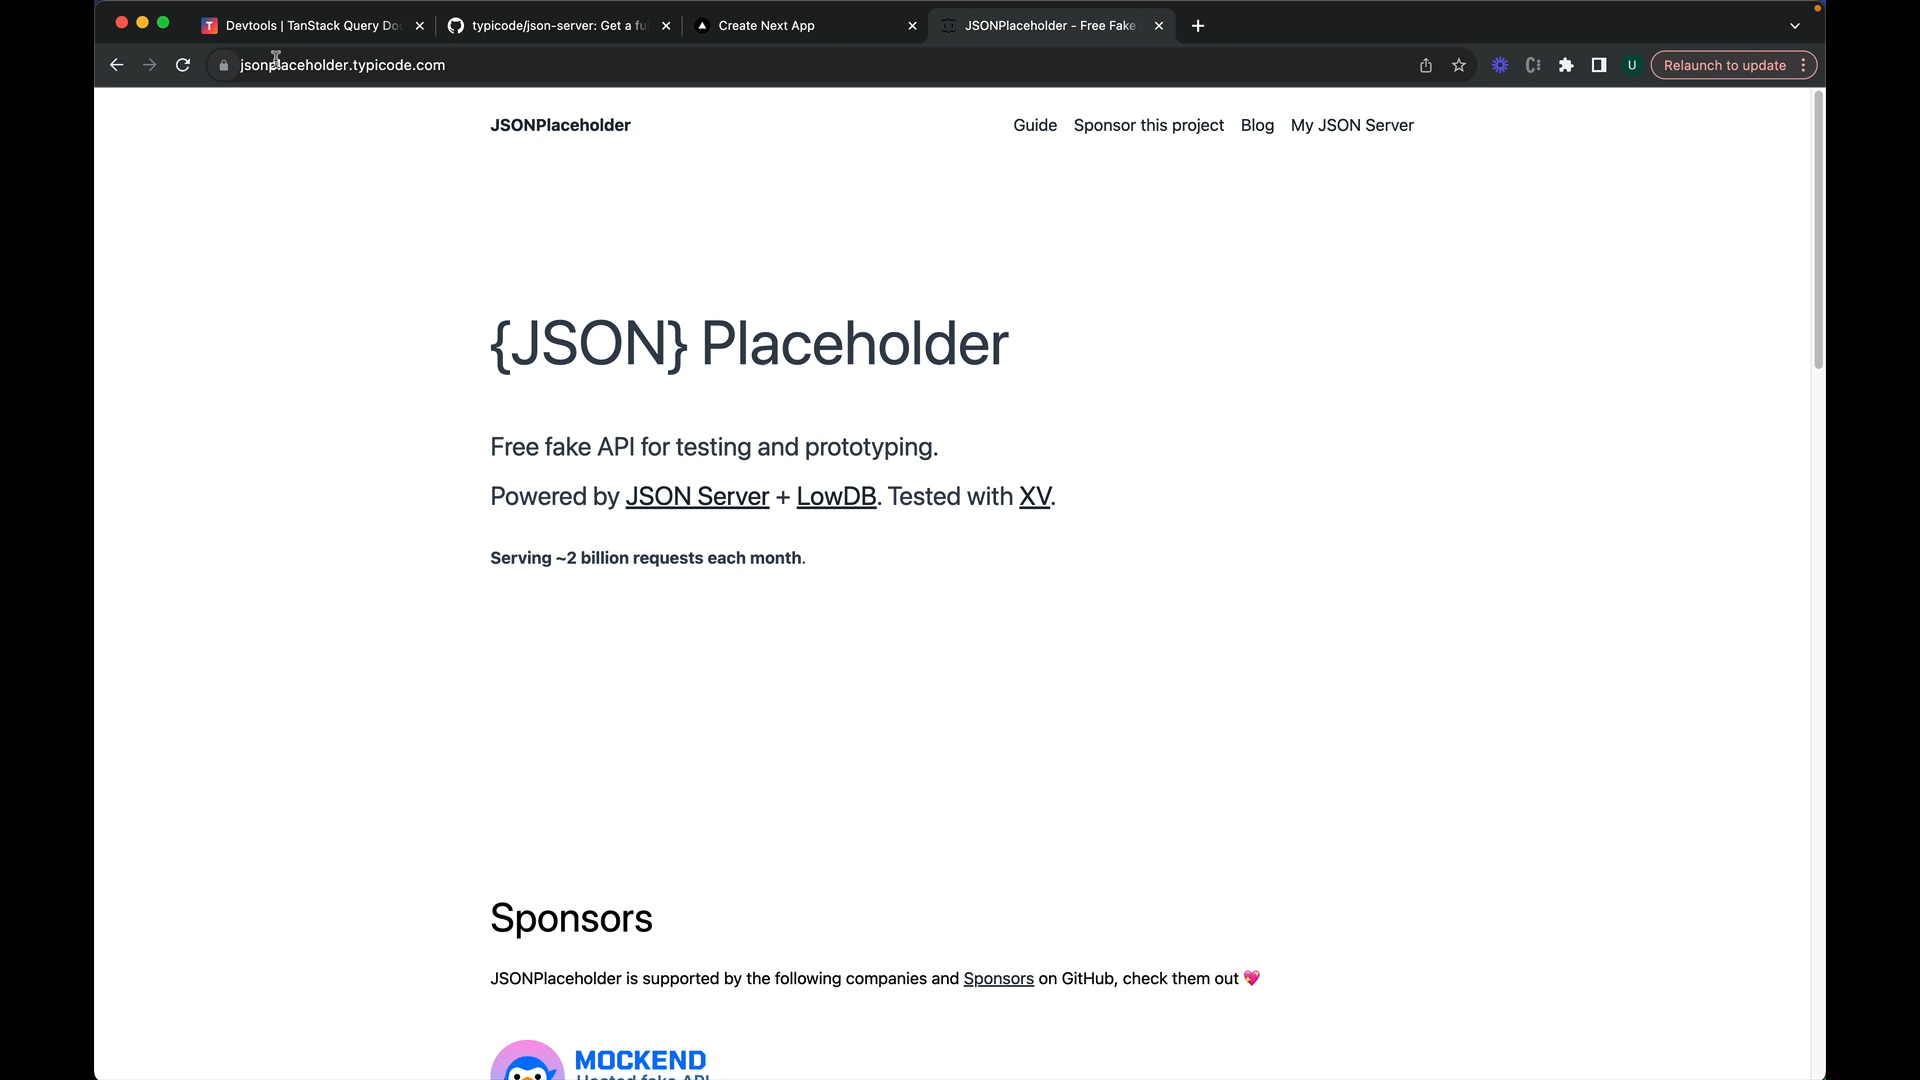 Devtools | TanStack Query Do
typicode/json-server: Get a fu
Create Next App
JSONPlaceholder - Free Fake
jsonplaceholder.typicode.com
U
Relaunch to update
JSONPlaceholder
Guide
Sponsor this project
Blog
My JSON Server
{JSON} Placeholder
Free fake API for testing and prototyping.
Powered by JSON Server + LowDB. Tested with XV.
Serving ~2 billion requests each month.
Sponsors
JSONPlaceholder is supported by the following companies and Sponsors on GitHub, check them out 💖
MOCKEND
Hosted fake API